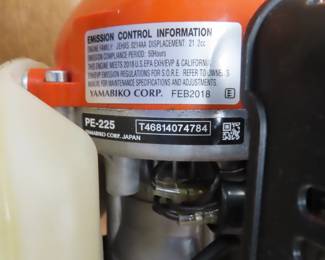 EMISSION CONTROL INFORMATION
ENGINE FAMILY: JEHAS.0214AA DISPLACEMENT: 21.2cc
EMISSION COMPLIANCE PERIOD: 50Hours
THIS ENGINE MEETS 2018 U.S.EPA EXH/EVP & CALIFORNIA
EXH/EVP EMISSION REGULATIONS FOR S.O.R.E. REFER TO OWNER'S
MANUAL FOR MAINTENANCE SPECIFICATIONS AND ADJUSTMENTS.
YAMABIKO CORP. FEB2018 E
PE-225 T46814074784
YAMABIKO CORP. JAPAN